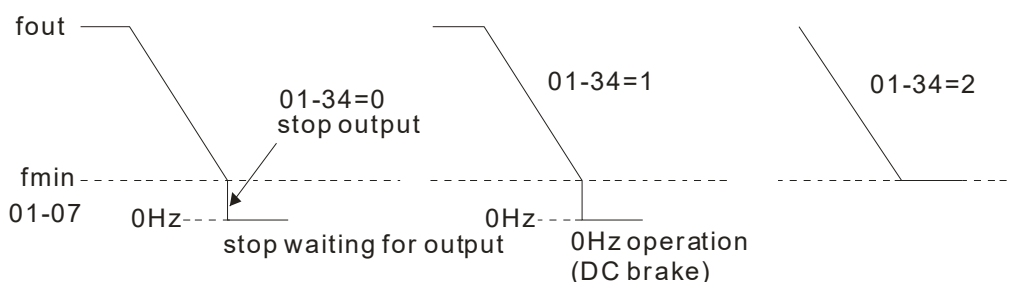 fout
01-34=0
stop output
fmin
01-07
0Hz
stop waiting for output
01-34=1
0Hz
0Hz operation
(DC brake)
01-34=2